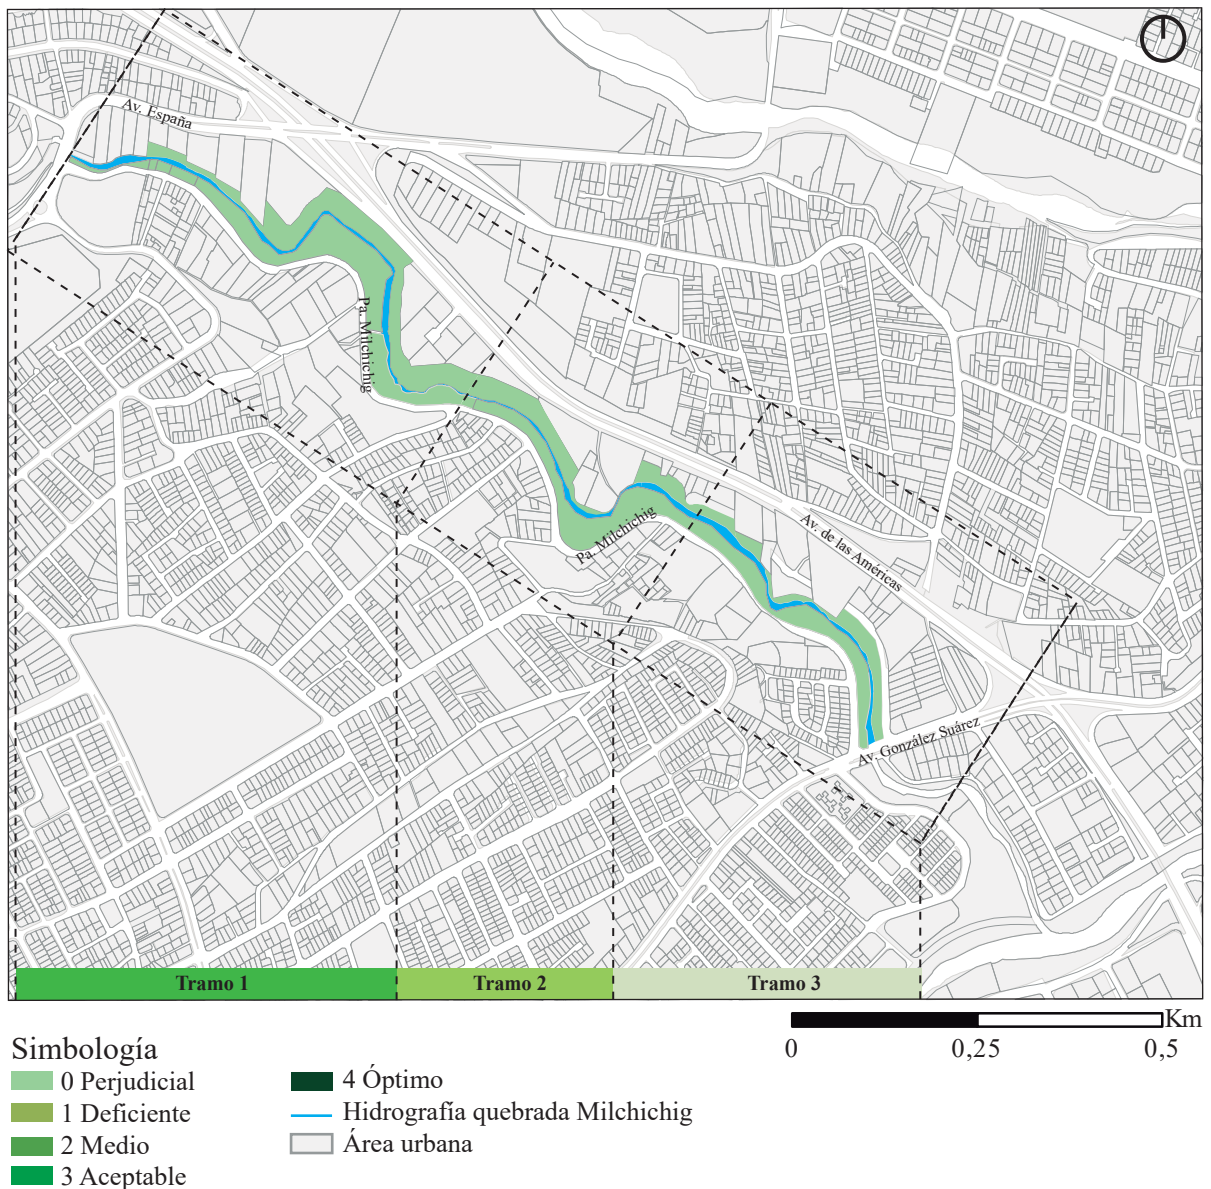 Av. España
Pa. Milchichig
Pa. Milchichig
Av. de las Américas
Av. González Suárez
Tramo 1
Tramo 2
Tramo 3
Km
0
0,25
0,5
Simbología
0 Perjudicial
1 Deficiente
2 Medio
3 Aceptable
4 Óptimo
Hidrografía quebrada Milchichig
Área urbana